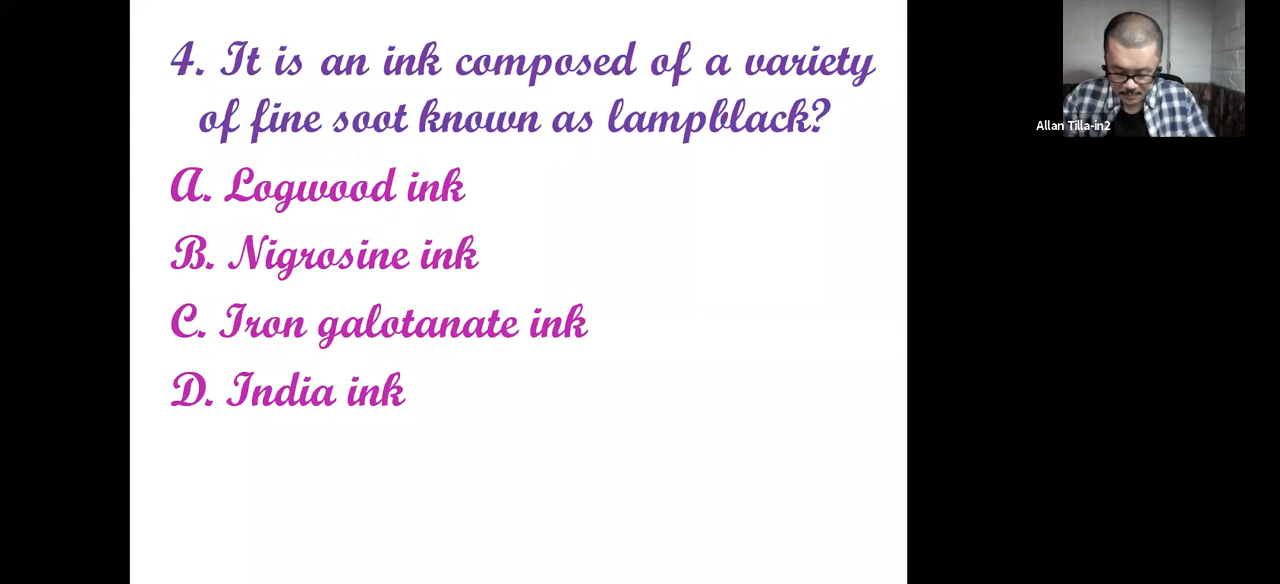 4. It is an ink composed of a variety
of fine soot known as lampblack?
A. Logwood ink
B. Nigrosine ink
C. Iron galotanate ink
D. India ink
Allan Tilla-in2